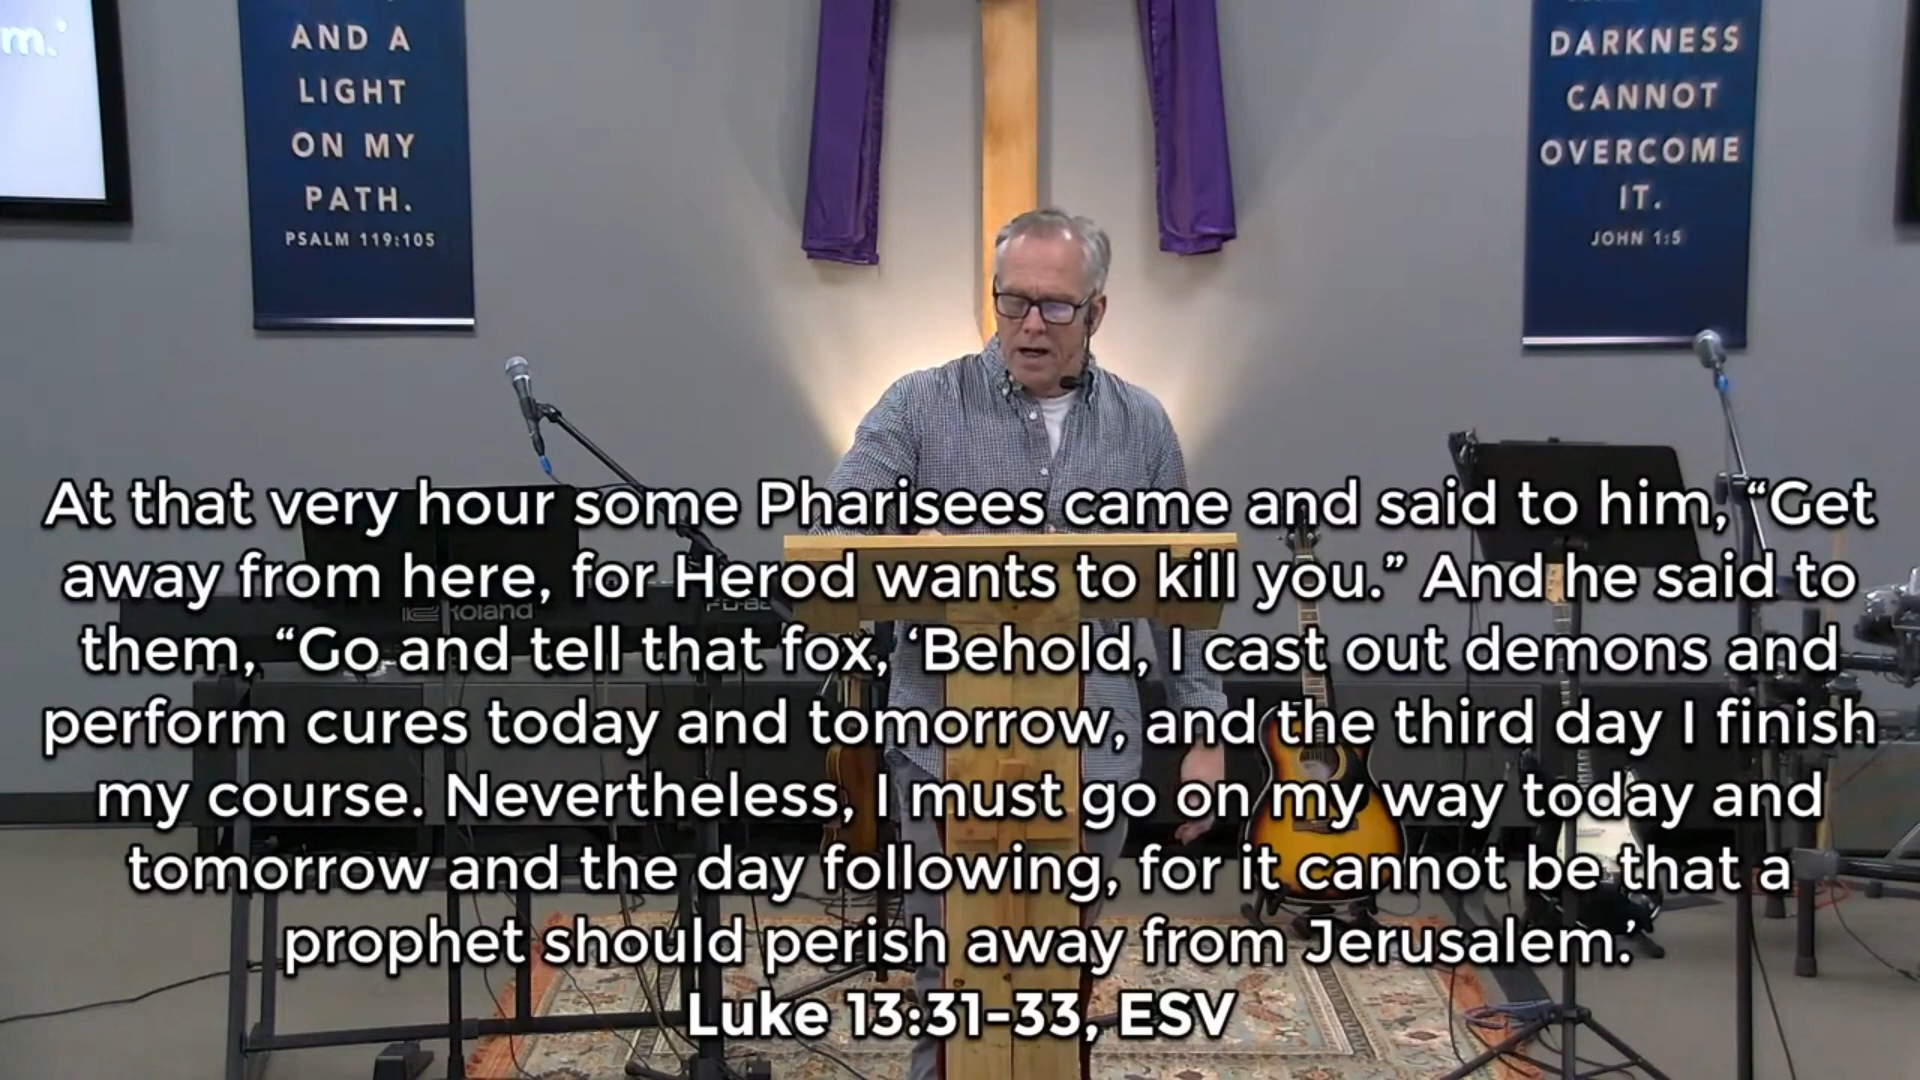 m.'
AND A
LIGHT
ON MY
PATH.
PSALM 119:105
DARKNESS
CANNOT
OVERCOME
IT.
JOHN 1:5
At that very hour some Pharisees came and said to him, “Get
away from here, for Herod wants to kill you.” And he said to
them, “Go and tell that fox, ‘Behold, I cast out demons and
perform cures today and tomorrow, and the third day I finish
my course. Nevertheless, I must go on my way today and
tomorrow and the day following, for it cannot be that a
prophet should perish away from Jerusalem.’
Luke 13:31-33, ESV
Roland